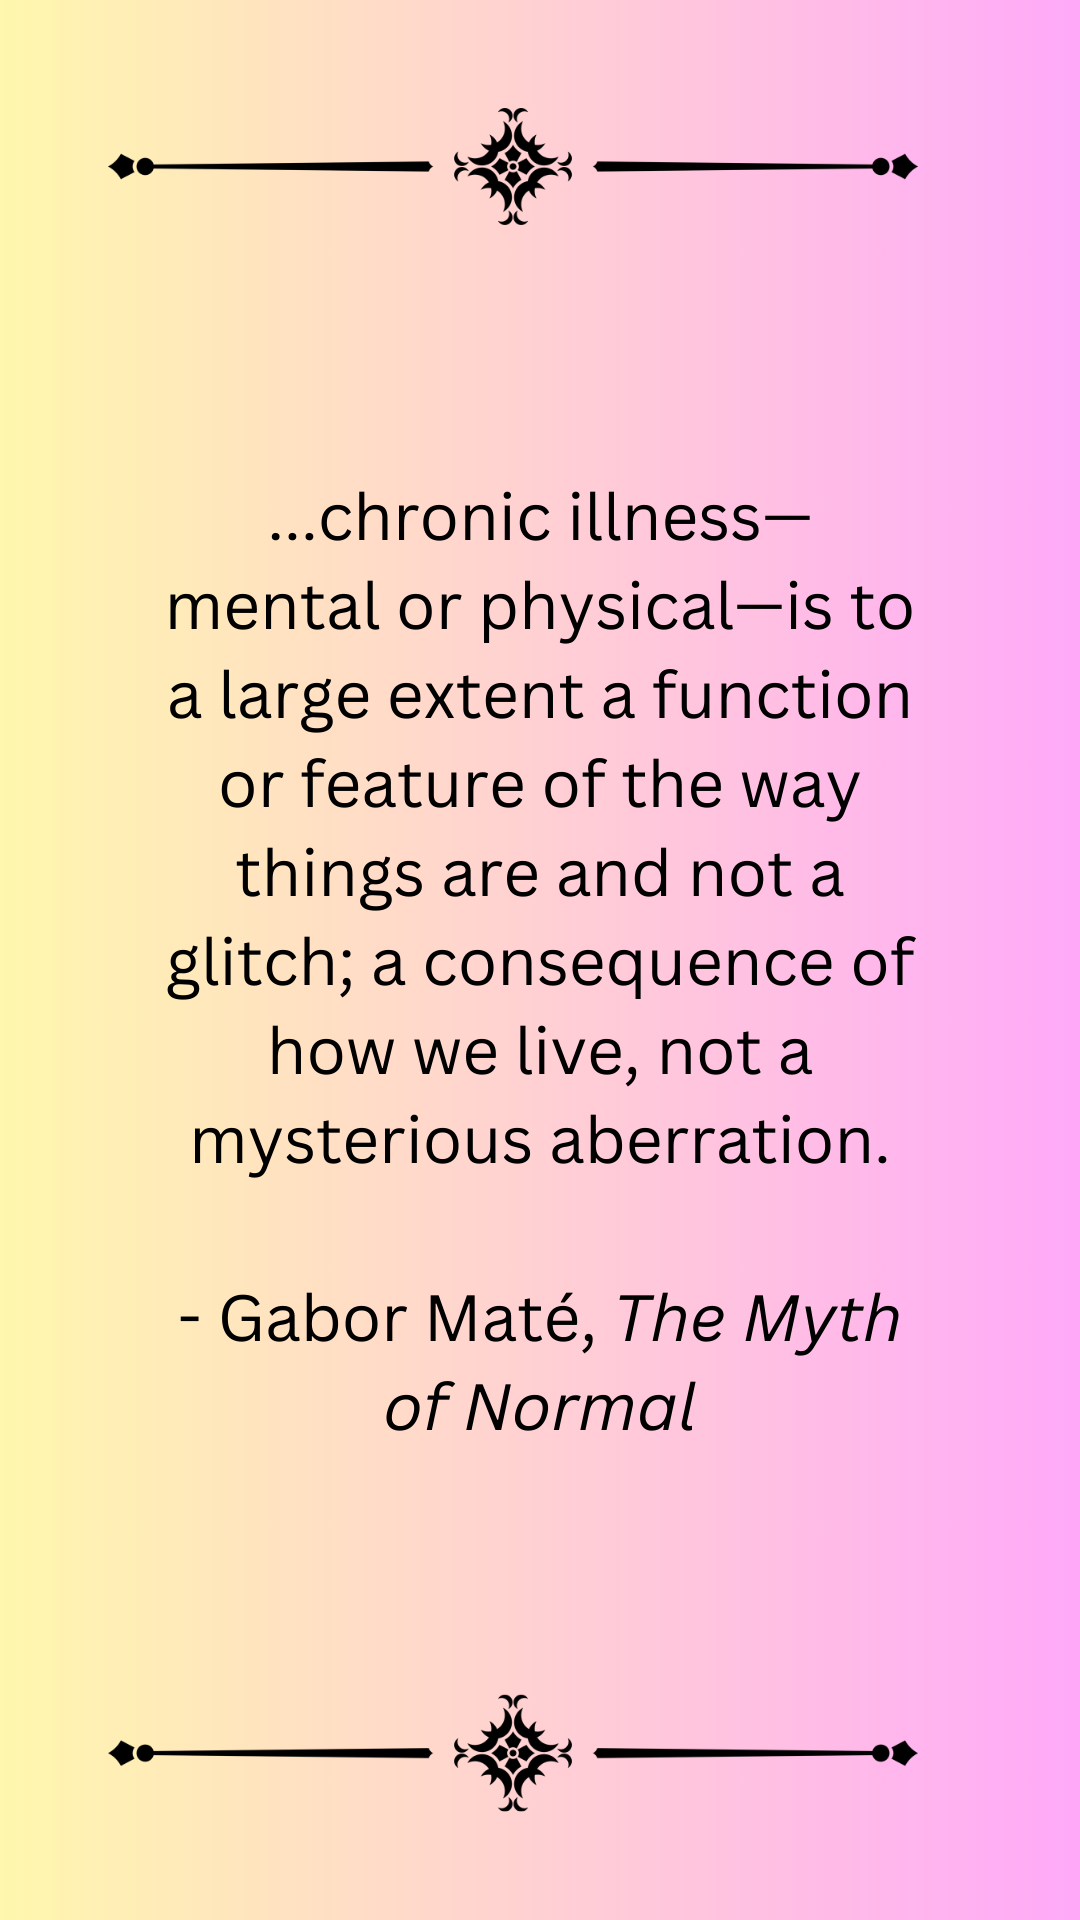 ...chronic illness—
mental or physical—is to
a large extent a function
or feature of the way
things are and not a
glitch; a consequence of
how we live, not a
mysterious aberration.
- Gabor Maté, The Myth
of Normal